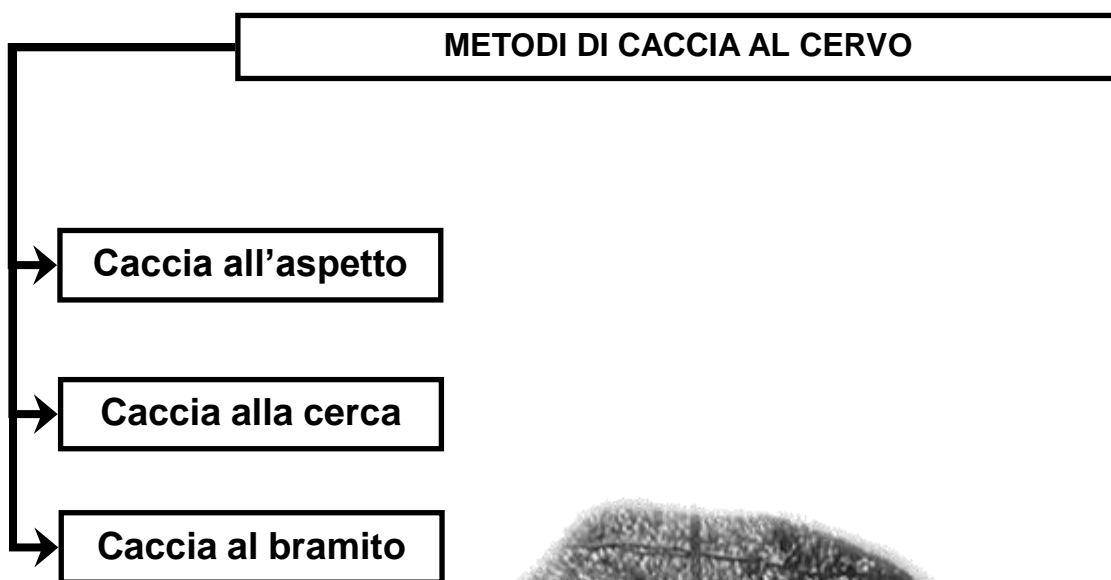 METODI DI CACCIA AL CERVO
Caccia all’aspetto
Caccia alla cerca
Caccia al bramito